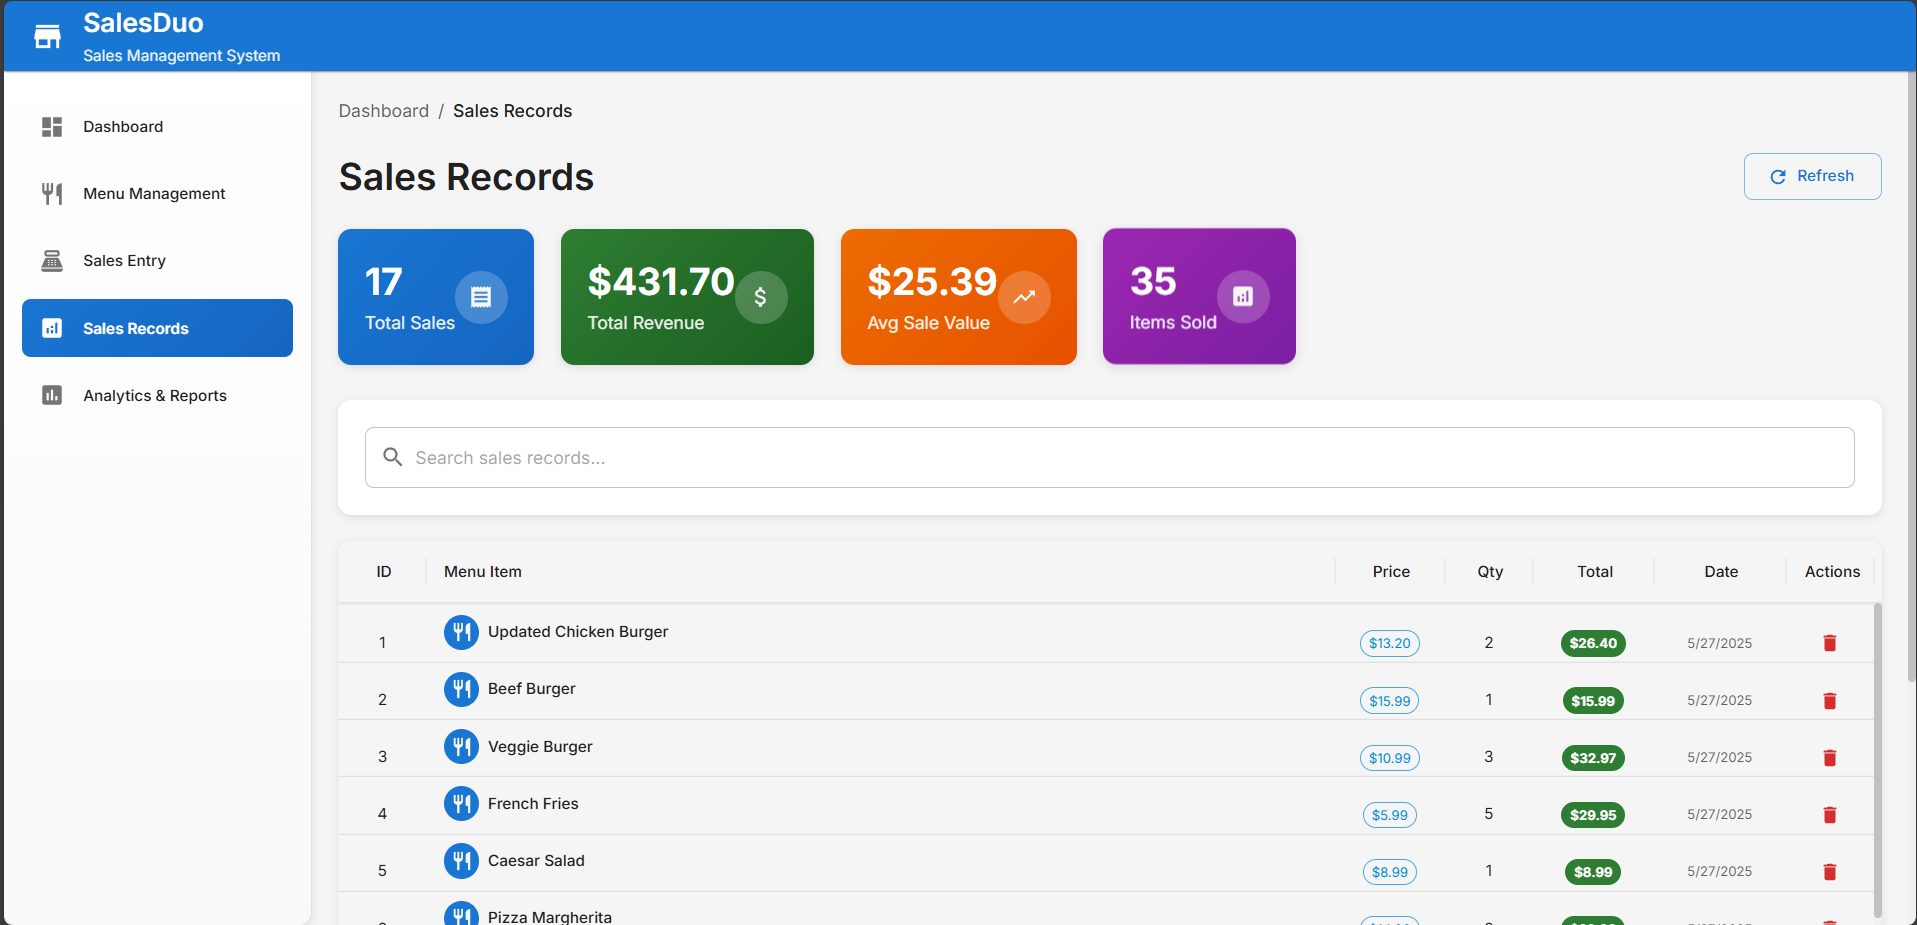 SalesDuo
Sales Management System
Dashboard
Menu Management
Sales Entry
Sales Records
Analytics & Reports
Dashboard / Sales Records
Sales Records
Refresh
17
Total Sales
$431.70
$
Total Revenue
$25.39
Avg Sale Value
35
Items Sold
Search sales records...
ID Menu Item Price Qty Total Date Actions
1 Updated Chicken Burger $13.20 2 $26.40 5/27/2025
2 Beef Burger $15.99 1 $15.99 5/27/2025
3 Veggie Burger $10.99 3 $32.97 5/27/2025
4 French Fries $5.99 5 $29.95 5/27/2025
5 Caesar Salad $8.99 1 $8.99 5/27/2025
Pizza Margherita